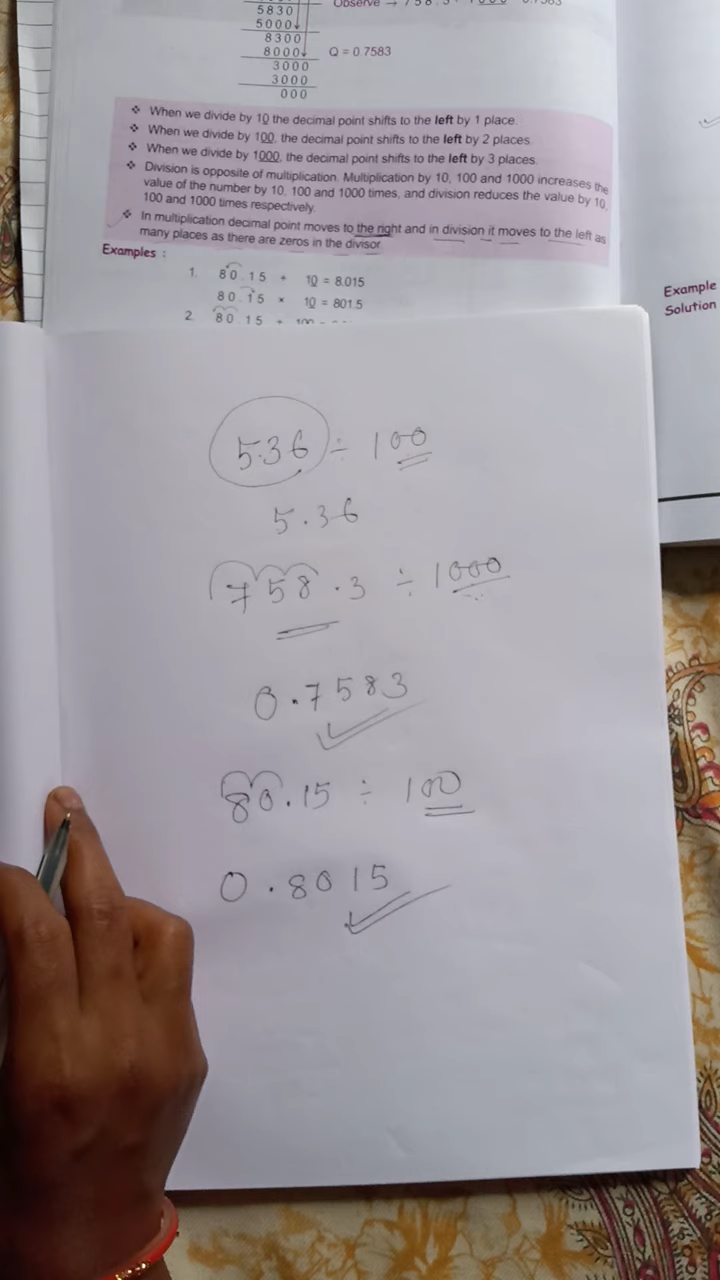 5830
5000↓
8300
8000↓ Q = 0.7583
3000
3000
000
❖ When we divide by 10 the decimal point shifts to the left by 1 place.
❖ When we divide by 100, the decimal point shifts to the left by 2 places
❖ When we divide by 1000, the decimal point shifts to the left by 3 places.
❖ Division is opposite of multiplication. Multiplication by 10, 100 and 1000 increases the
value of the number by 10, 100 and 1000 times, and division reduces the value by 10,
100 and 1000 times respectively.
❖ In multiplication decimal point moves to the right and in division it moves to the left as
many places as there are zeros in the divisor
Examples :
1. 80.15 ÷ 10 = 8.015
80.15 × 10 = 801.5
2. 80.15 ÷ 100
Example
Solution
536 ÷ 100
5.36
758.3 ÷ 1000
0.7583
80.15 ÷ 100
0.8015